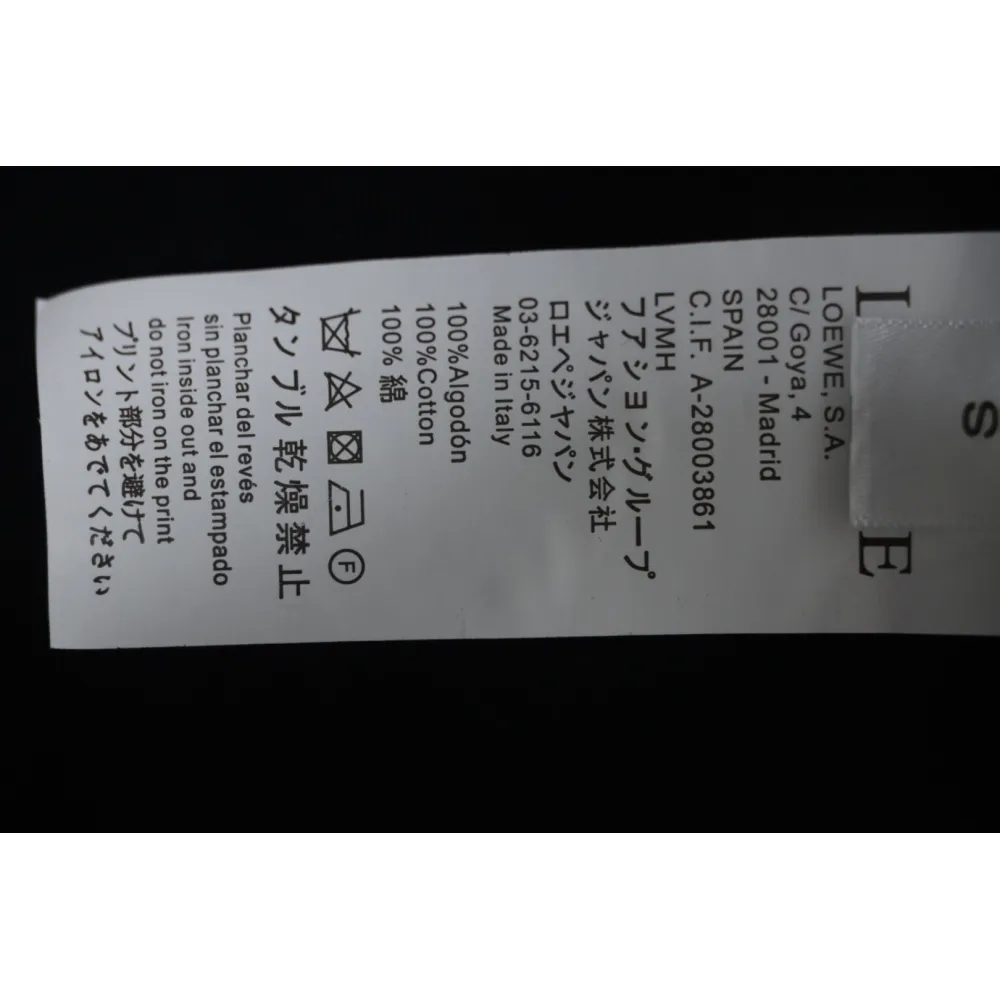 L E
S
LOEWE, S.A.
C/ Goya, 4
28001 - Madrid
SPAIN
C.I.F. A-28003861
LVMH
ファション･グループ
ジャパン株式会社
ロエベジャパン
03-6215-6116
Made in Italy
100%Algodón
100%Cotton
100% 綿
F
タンブル乾燥禁止
Planchar del revés
sin planchar el estampado
Iron inside out and
do not iron on the print
プリント部分を避けて
アイロンをあでてください